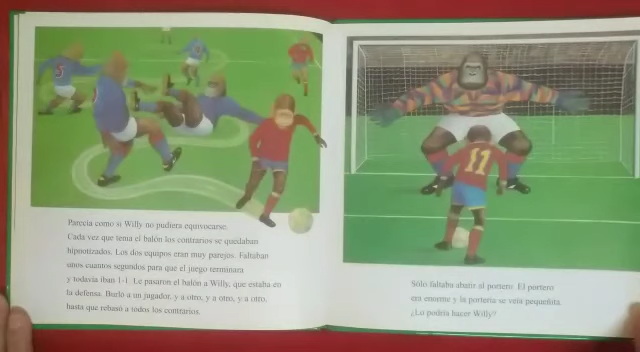 Parecía como si Willy no pudiera equivocarse.
Cada vez que tenía el balón los contrarios se quedaban
hipnotizados. Los dos equipos eran muy parejos. Faltaban
unos cuantos segundos para que el juego terminara
y todavía iban 1-1. Le pasaron el balón a Willy, que estaba en
la defensa. Burló a un jugador, y a otro, y a otro, y a otro,
hasta que rebasó a todos los contrarios.
5
11
Sólo faltaba batir al portero. El portero
era enorme y la portería se veía pequeñita.
¿Lo podría hacer Willy?